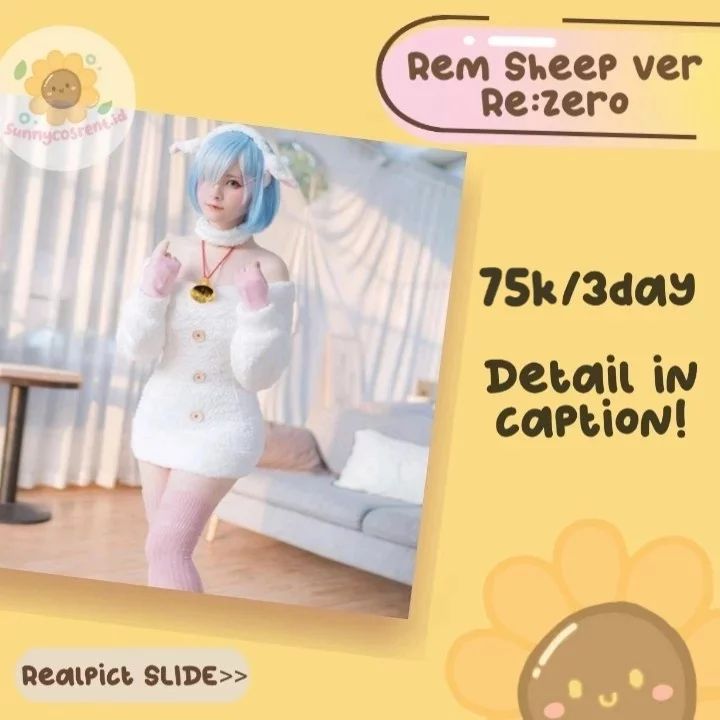 sunnycosrent.id
Rem Sheep ver
Re:zero
75k/3day
Detail in
caption!
Realpict SLIDE>>